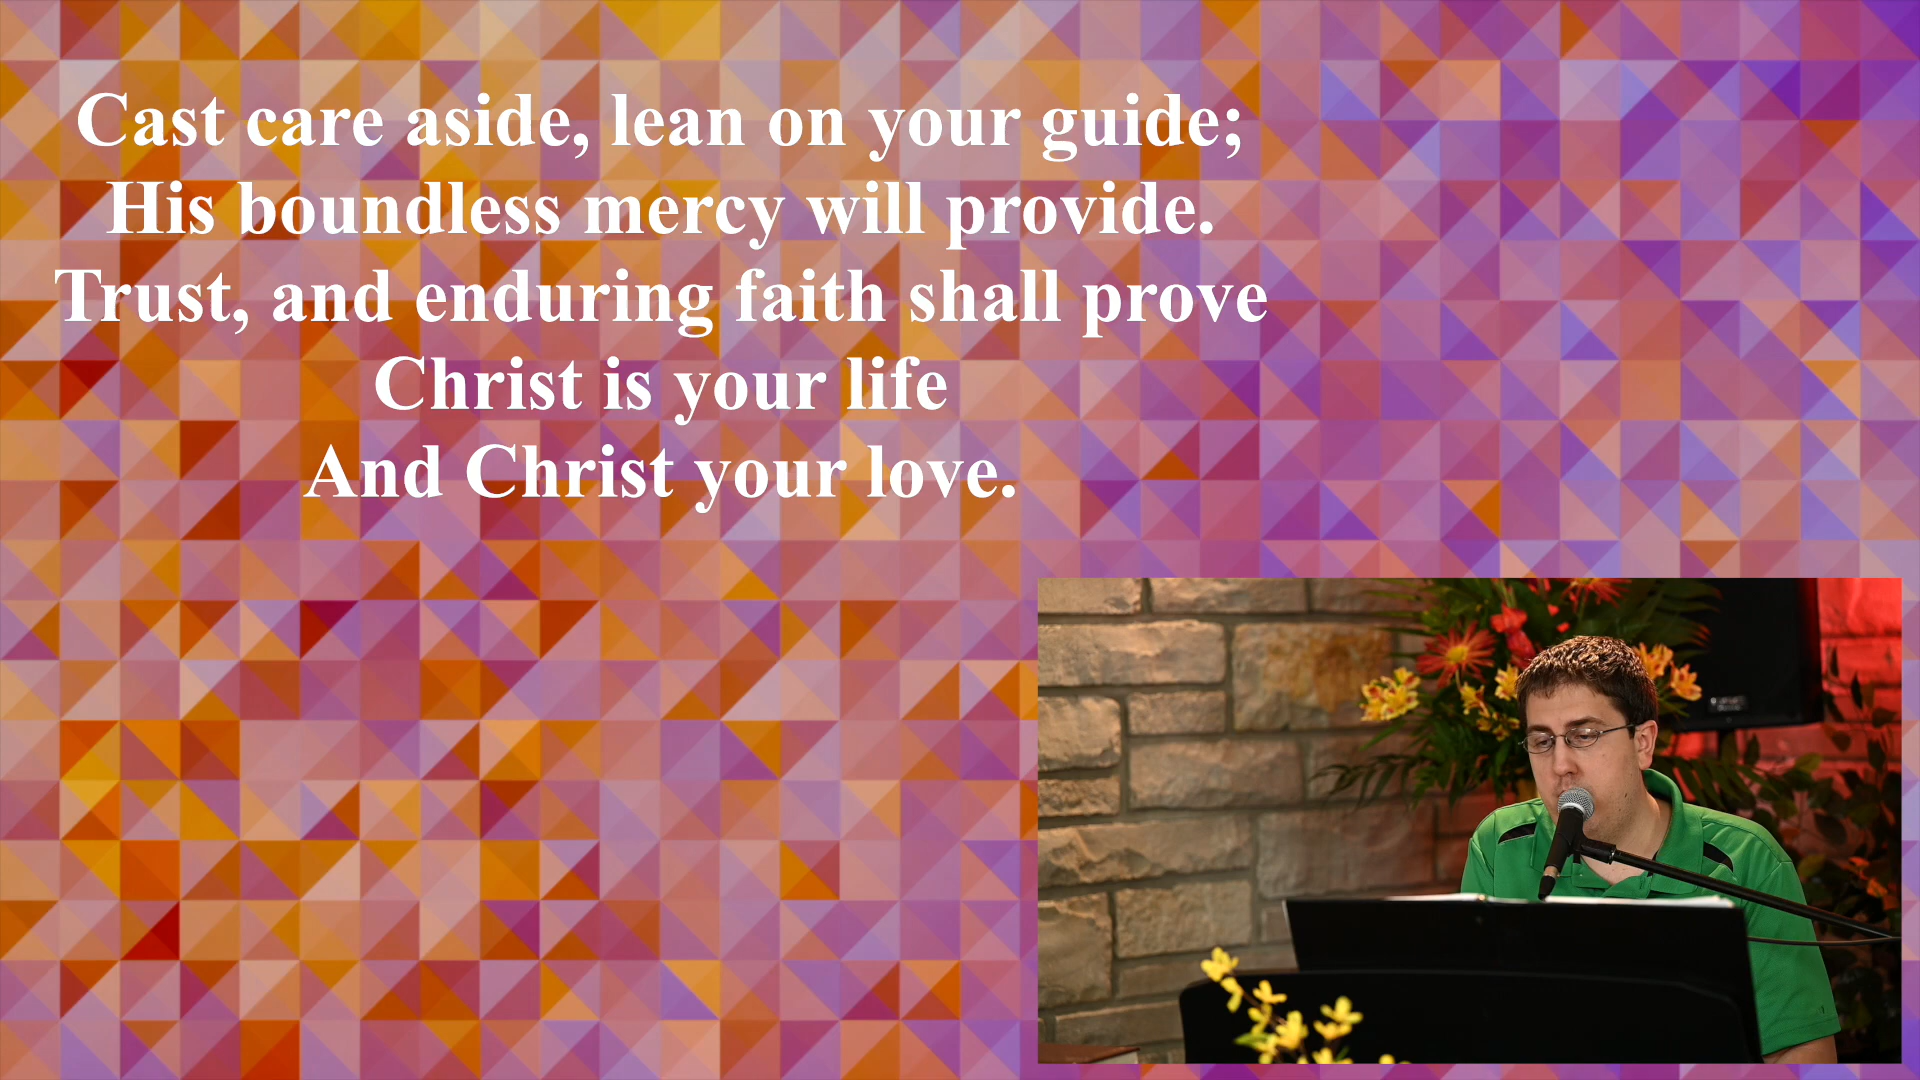 Cast care aside, lean on your guide;
His boundless mercy will provide.
Trust, and enduring faith shall prove
Christ is your life
And Christ your love.